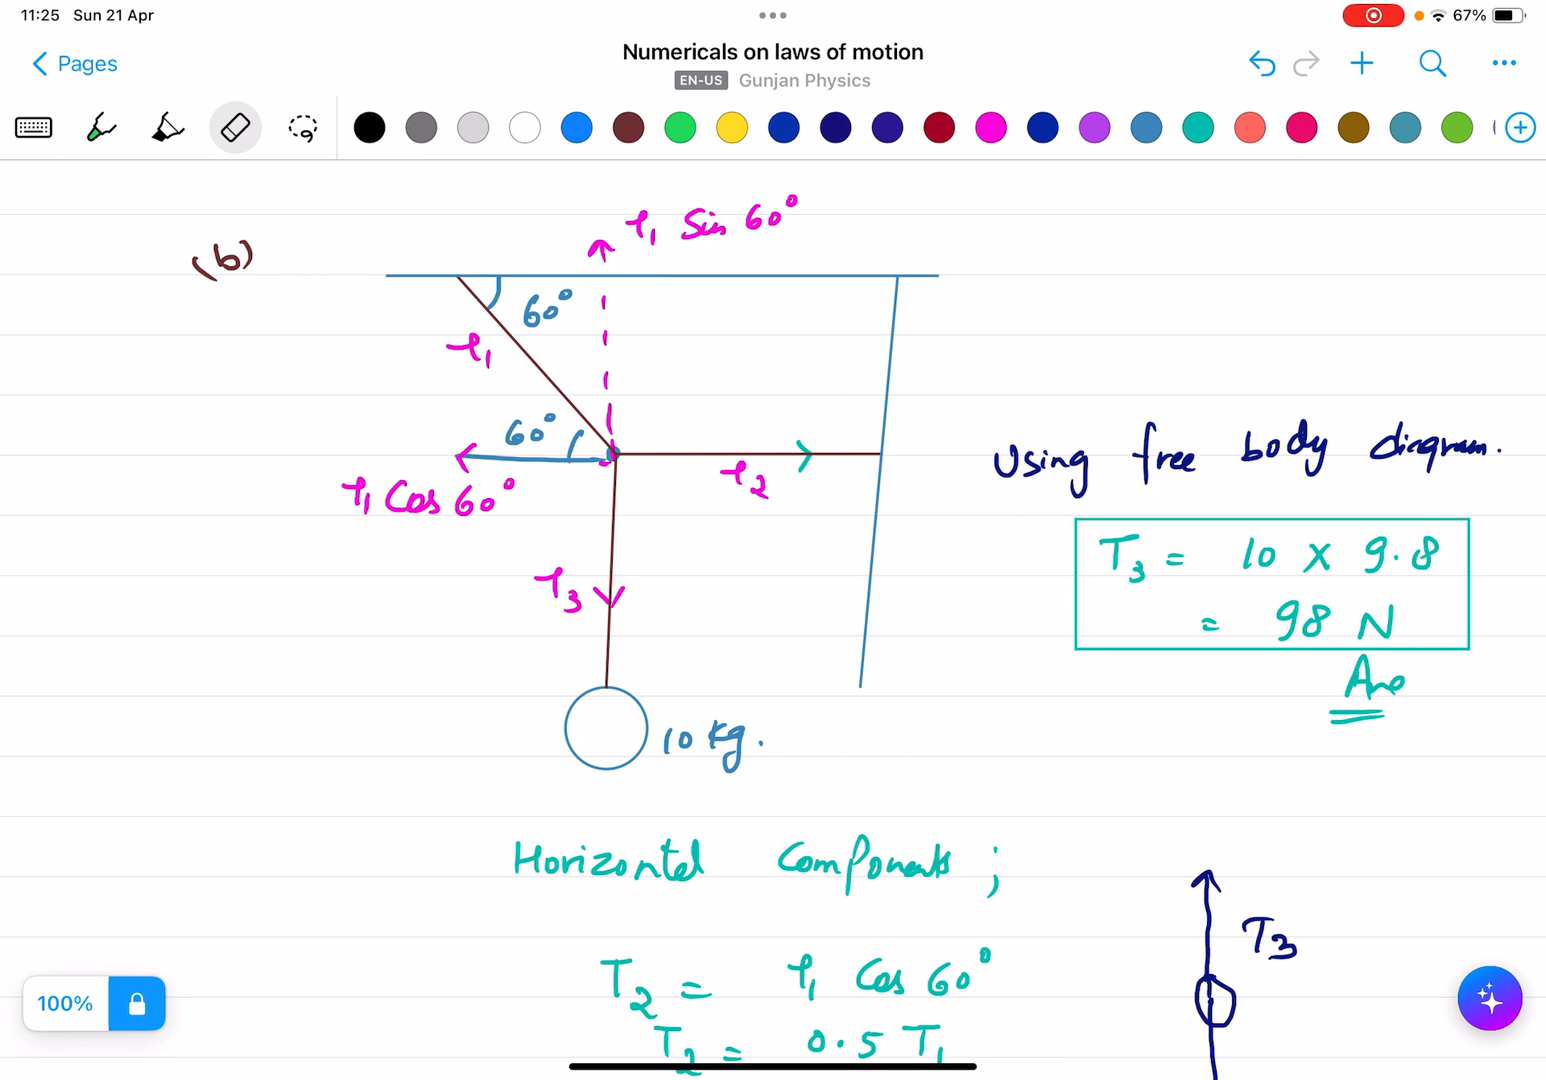 11:25 Sun 21 Apr
67%
Pages
Numericals on laws of motion
EN-US Gunjan Physics
(b)
T₁ Sin 60°
60°
T₁
60°
T₁ Cos 60°
T₂
Using free body diagram.
T₃ = 10 X 9.8
= 98 N
Ans
T₃
10 kg.
Horizontal Components ;
T₃
T₂ = T₁ Cos 60°
T₂ = 0.5 T₁
100%